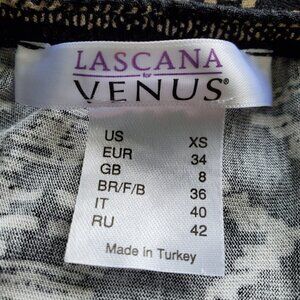 LASCANA
for
VENUS®
US XS
EUR 34
GB 8
BR/F/B 36
IT 40
RU 42
Made in Turkey